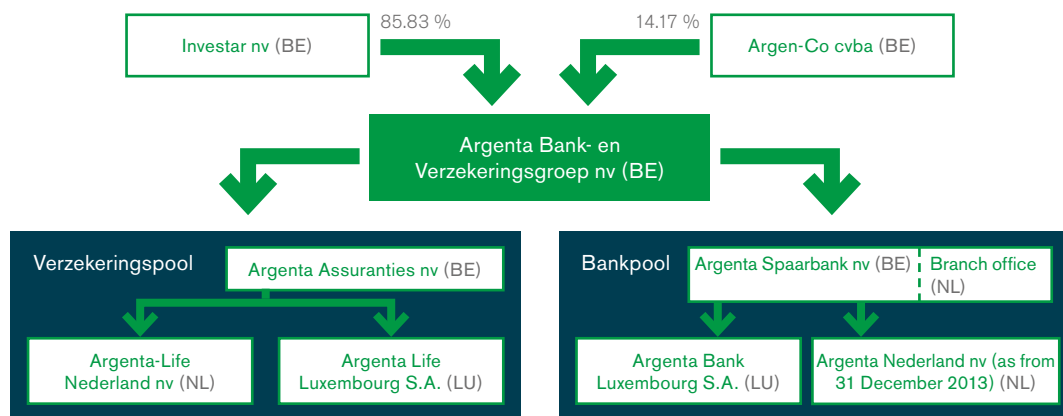 85.83 %
14.17 %
Investar nv (BE)
Argen-Co cvba (BE)
Argenta Bank- en
Verzekeringsgroep nv (BE)
Verzekeringspool
Argenta Assuranties nv (BE)
Argenta-Life
Nederland nv (NL)
Argenta Life
Luxembourg S.A. (LU)
Bankpool
Argenta Spaarbank nv (BE)
Branch office
(NL)
Argenta Bank
Luxembourg S.A. (LU)
Argenta Nederland nv (as from
31 December 2013) (NL)